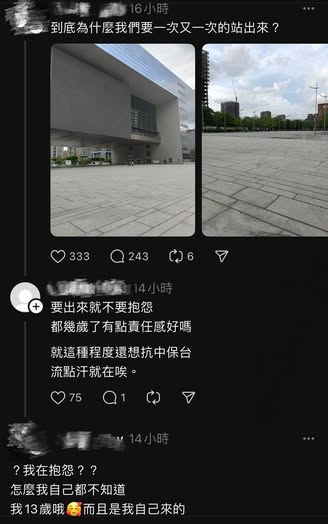 16小時
到底為什麼我們要一次又一次的站出來？
333
243
6
14小時
要出來就不要抱怨
都幾歲了有點責任感好嗎
就這種程度還想抗中保台
流點汗就在唉。
75
1
14小時
？我在抱怨？？
怎麼我自己都不知道
我13歲哦🥰而且是我自己來的